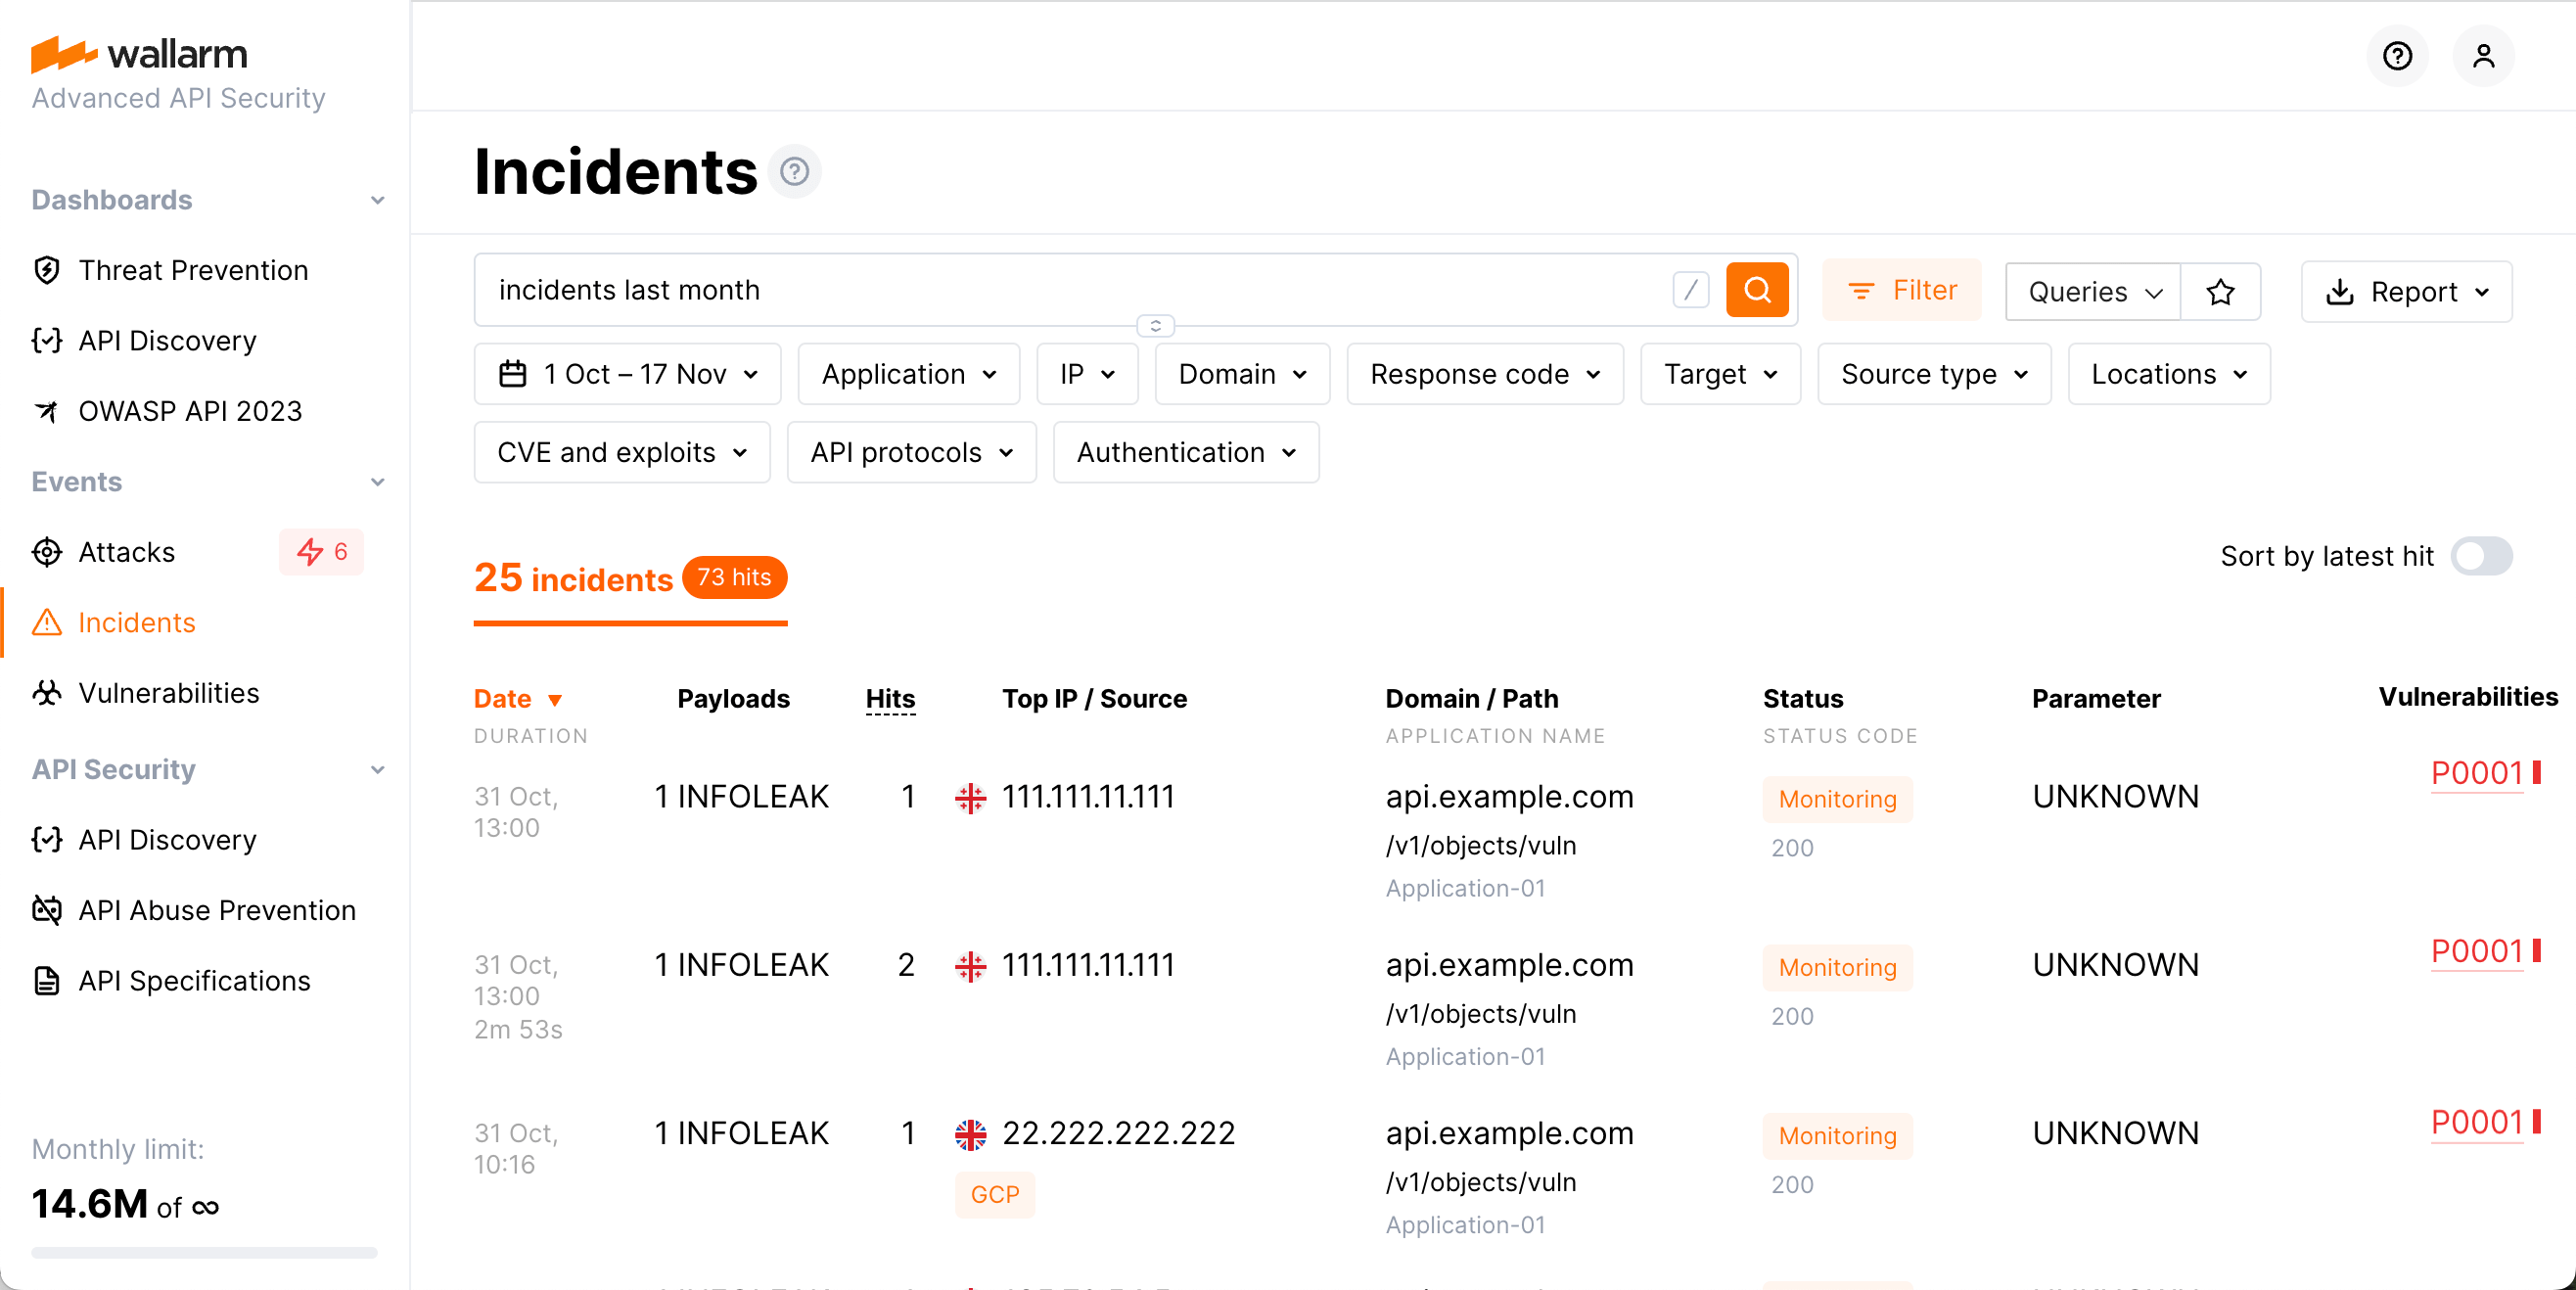 wallarm
Advanced API Security
Dashboards
Threat Prevention
API Discovery
OWASP API 2023
Events
Attacks 6
Incidents
Vulnerabilities
API Security
API Discovery
API Abuse Prevention
API Specifications
Monthly limit:
14.6M of ∞
Incidents ?
incidents last month /
Filter
Queries
Report
1 Oct – 17 Nov
Application
IP
Domain
Response code
Target
Source type
Locations
CVE and exploits
API protocols
Authentication
25 incidents 73 hits
Sort by latest hit
Date ▼ Payloads Hits Top IP / Source Domain / Path Status Parameter Vulnerabilities
DURATION APPLICATION NAME STATUS CODE
31 Oct, 1 INFOLEAK 1 111.111.11.111 api.example.com Monitoring UNKNOWN P0001
13:00 /v1/objects/vuln 200
Application-01
31 Oct, 1 INFOLEAK 2 111.111.11.111 api.example.com Monitoring UNKNOWN P0001
13:00 /v1/objects/vuln 200
2m 53s Application-01
31 Oct, 1 INFOLEAK 1 22.222.222.222 api.example.com Monitoring UNKNOWN P0001
10:16 /v1/objects/vuln 200
GCP Application-01